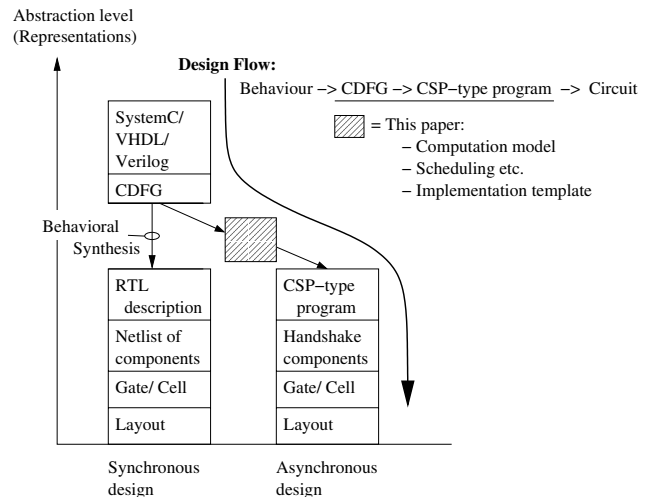 Abstraction level
(Representations)
Design Flow:
Behaviour −> CDFG −> CSP−type program −> Circuit
= This paper:
− Computation model
− Scheduling etc.
− Implementation template
SystemC/
VHDL/
Verilog
CDFG
Behavioral
Synthesis
RTL
description
Netlist of
components
Gate/ Cell
Layout
CSP−type
program
Handshake
components
Gate/ Cell
Layout
Synchronous
design
Asynchronous
design